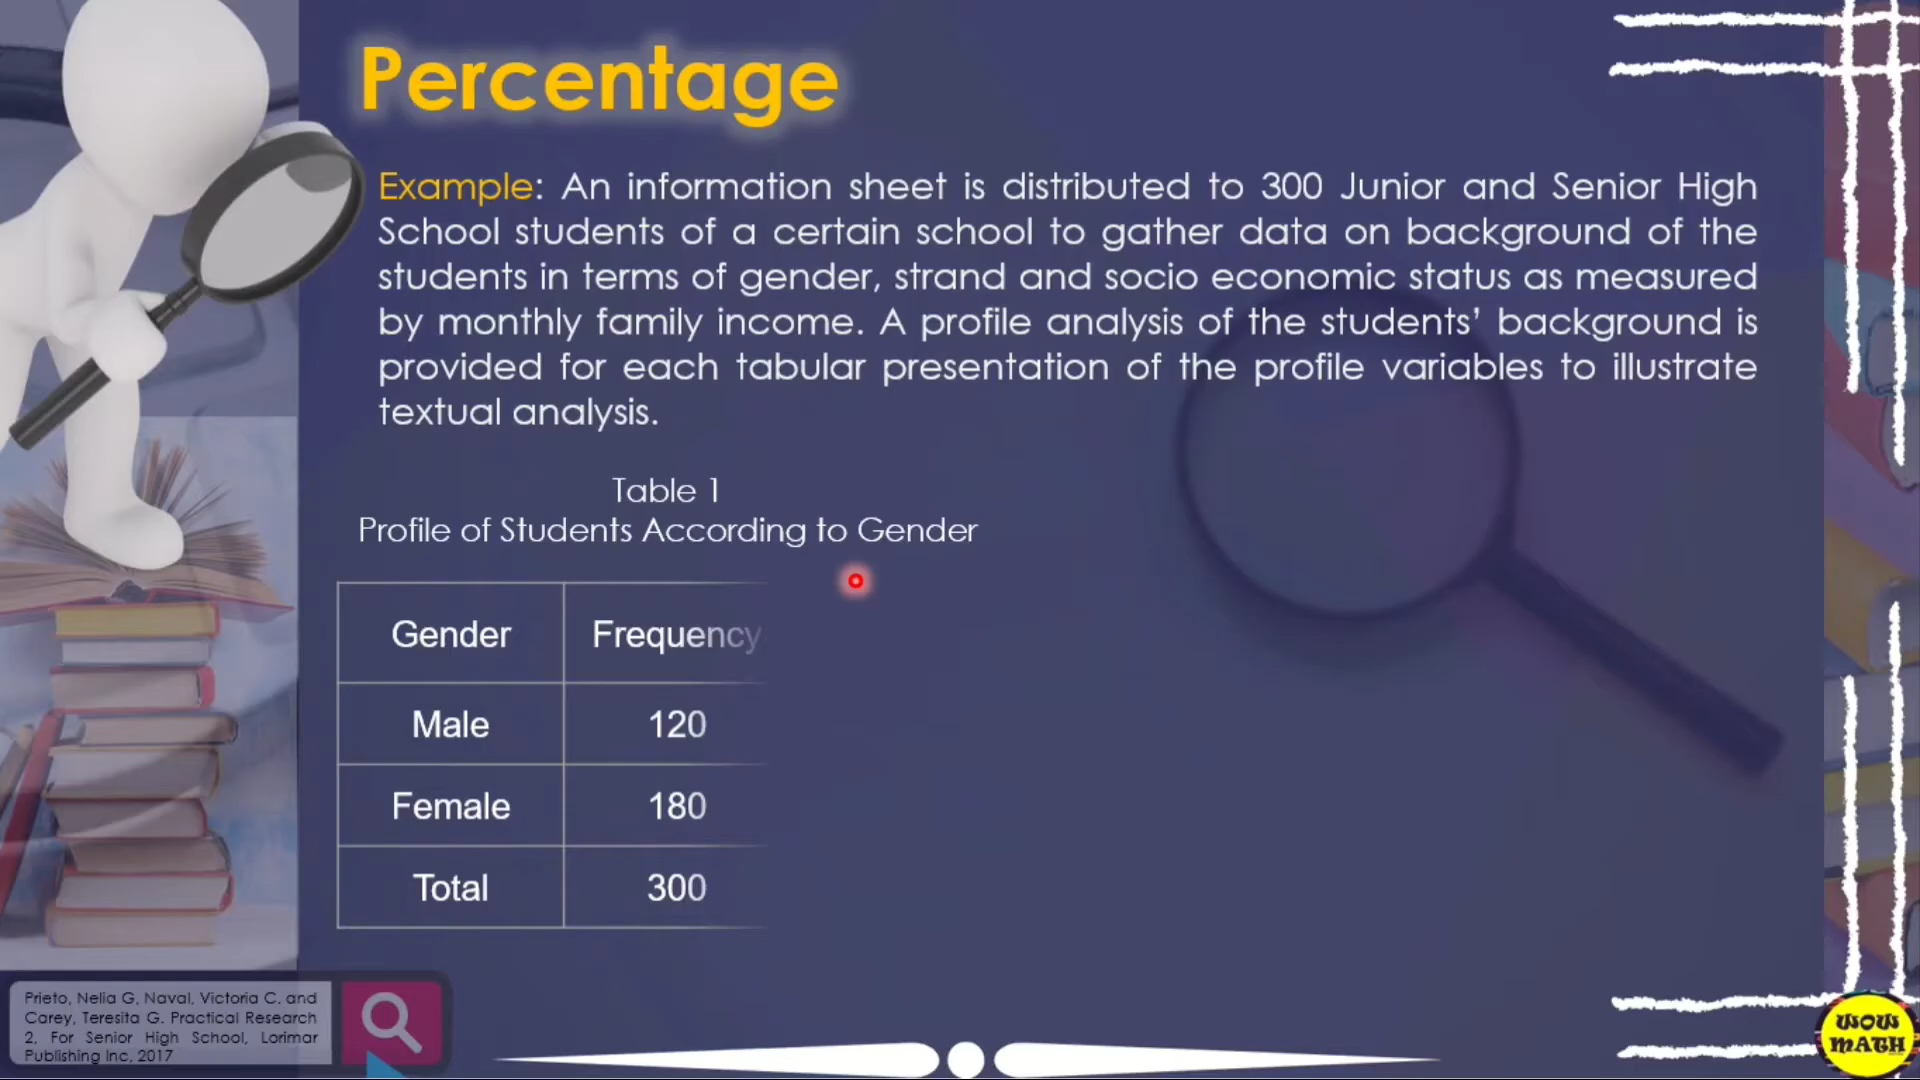 Percentage
Example: An information sheet is distributed to 300 Junior and Senior High
School students of a certain school to gather data on background of the
students in terms of gender, strand and socio economic status as measured
by monthly family income. A profile analysis of the students' background is
provided for each tabular presentation of the profile variables to illustrate
textual analysis.
Table 1
Profile of Students According to Gender
Gender Frequency
Male 120
Female 180
Total 300
Prieto, Nelia G, Naval, Victoria C. and
Carey, Teresita G. Practical Research
2, For Senior High School, Lorimar
Publishing Inc, 2017
WOW
MATH